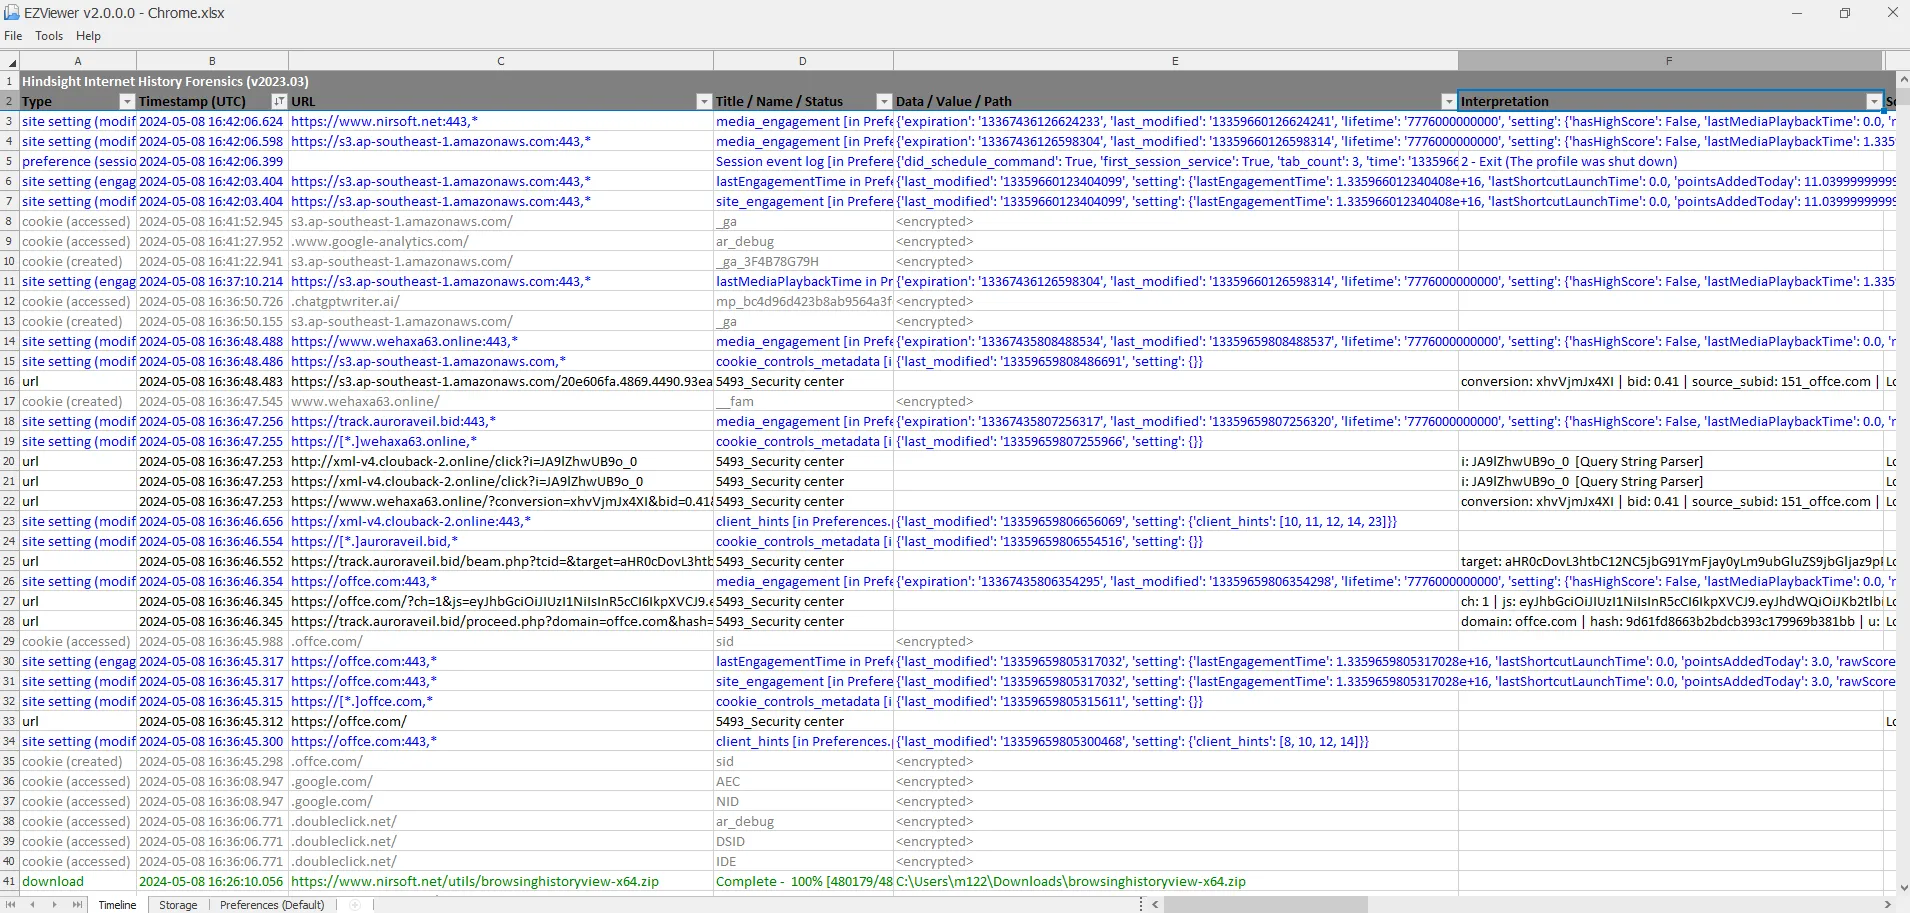 EZViewer v2.0.0.0 - Chrome.xlsx
File Tools Help
A B C D E F
1 Hindsight Internet History Forensics (v2023.03)
2 Type Timestamp (UTC) URL Title / Name / Status Data / Value / Path Interpretation
3 site setting (modif 2024-05-08 16:42:06.624 https://www.nirsoft.net:443,* media_engagement [in Prefe {'expiration': '13367436126624233', 'last_modified': '13359660126624241', 'lifetime': '7776000000000', 'setting': {'hasHighScore': False, 'lastMediaPlaybackTime': 0.0,
4 site setting (modif 2024-05-08 16:42:06.598 https://s3.ap-southeast-1.amazonaws.com:443,* media_engagement [in Prefe {'expiration': '13367436126598304', 'last_modified': '13359660126598314', 'lifetime': '7776000000000', 'setting': {'hasHighScore': False, 'lastMediaPlaybackTime': 1.335
5 preference (sessio 2024-05-08 16:42:06.399 Session event log [in Prefere {'did_schedule_command': True, 'first_session_service': True, 'tab_count': 3, 'time': '133596 2 - Exit (The profile was shut down)
6 site setting (engag 2024-05-08 16:42:03.404 https://s3.ap-southeast-1.amazonaws.com:443,* lastEngagementTime in Pref {'last_modified': '13359660123404099', 'setting': {'lastEngagementTime': 1.335966012340408e+16, 'lastShortcutLaunchTime': 0.0, 'pointsAddedToday': 11.03999999999
7 site setting (modif 2024-05-08 16:42:03.404 https://s3.ap-southeast-1.amazonaws.com:443,* site_engagement [in Prefere {'last_modified': '13359660123404099', 'setting': {'lastEngagementTime': 1.335966012340408e+16, 'lastShortcutLaunchTime': 0.0, 'pointsAddedToday': 11.03999999999
8 cookie (accessed) 2024-05-08 16:41:52.945 s3.ap-southeast-1.amazonaws.com/ _ga <encrypted>
9 cookie (accessed) 2024-05-08 16:41:27.952 .www.google-analytics.com/ ar_debug <encrypted>
10 cookie (created) 2024-05-08 16:41:22.941 s3.ap-southeast-1.amazonaws.com/ _ga_3F4B78G79H <encrypted>
11 site setting (engag 2024-05-08 16:37:10.214 https://s3.ap-southeast-1.amazonaws.com:443,* lastMediaPlaybackTime in Pr {'expiration': '13367436126598304', 'last_modified': '13359660126598314', 'lifetime': '7776000000000', 'setting': {'hasHighScore': False, 'lastMediaPlaybackTime': 1.335
12 cookie (accessed) 2024-05-08 16:36:50.726 .chatgptwriter.ai/ mp_bc4d96d423b8ab9564a3f <encrypted>
13 cookie (created) 2024-05-08 16:36:50.155 s3.ap-southeast-1.amazonaws.com/ _ga <encrypted>
14 site setting (modif 2024-05-08 16:36:48.488 https://www.wehaxa63.online:443,* media_engagement [in Prefe {'expiration': '13367435808488534', 'last_modified': '13359659808488537', 'lifetime': '7776000000000', 'setting': {'hasHighScore': False, 'lastMediaPlaybackTime': 0.0,
15 site setting (modif 2024-05-08 16:36:48.486 https://s3.ap-southeast-1.amazonaws.com,* cookie_controls_metadata [i {'last_modified': '13359659808486691', 'setting': {}}
16 url 2024-05-08 16:36:48.483 https://s3.ap-southeast-1.amazonaws.com/20e606fa.4869.4490.93ea 5493_Security center conversion: xhvVjmJx4XI | bid: 0.41 | source_subid: 151_offce.com |
17 cookie (created) 2024-05-08 16:36:47.545 www.wehaxa63.online/ __fam <encrypted>
18 site setting (modif 2024-05-08 16:36:47.256 https://track.auroraveil.bid:443,* media_engagement [in Prefe {'expiration': '13367435807256317', 'last_modified': '13359659807256320', 'lifetime': '7776000000000', 'setting': {'hasHighScore': False, 'lastMediaPlaybackTime': 0.0,
19 site setting (modif 2024-05-08 16:36:47.255 https://[*.]wehaxa63.online,* cookie_controls_metadata [i {'last_modified': '13359659807255966', 'setting': {}}
20 url 2024-05-08 16:36:47.253 http://xml-v4.clouback-2.online/click?i=JA9lZhwUB9o_0 5493_Security center i: JA9lZhwUB9o_0 [Query String Parser]
21 url 2024-05-08 16:36:47.253 https://xml-v4.clouback-2.online/click?i=JA9lZhwUB9o_0 5493_Security center i: JA9lZhwUB9o_0 [Query String Parser]
22 url 2024-05-08 16:36:47.253 https://www.wehaxa63.online/?conversion=xhvVjmJx4XI&bid=0.41& 5493_Security center conversion: xhvVjmJx4XI | bid: 0.41 | source_subid: 151_offce.com |
23 site setting (modif 2024-05-08 16:36:46.656 https://xml-v4.clouback-2.online:443,* client_hints [in Preferences. {'last_modified': '13359659806656069', 'setting': {'client_hints': [10, 11, 12, 14, 23]}}
24 site setting (modif 2024-05-08 16:36:46.554 https://[*.]auroraveil.bid,* cookie_controls_metadata [i {'last_modified': '13359659806554516', 'setting': {}}
25 url 2024-05-08 16:36:46.552 https://track.auroraveil.bid/beam.php?tcid=&target=aHR0cDovL3htb 5493_Security center target: aHR0cDovL3htbC12NC5jbG91YmFjay0yLm9ubGluZS9jbGljaz9p
26 site setting (modif 2024-05-08 16:36:46.354 https://offce.com:443,* media_engagement [in Prefe {'expiration': '13367435806354295', 'last_modified': '13359659806354298', 'lifetime': '7776000000000', 'setting': {'hasHighScore': False, 'lastMediaPlaybackTime': 0.0,
27 url 2024-05-08 16:36:46.345 https://offce.com/?ch=1&js=eyJhbGciOiJIUzI1NiIsInR5cCI6IkpXVCJ9.e 5493_Security center ch: 1 | js: eyJhbGciOiJIUzI1NiIsInR5cCI6IkpXVCJ9.eyJhdWQiOiJKb2tlbi
28 url 2024-05-08 16:36:46.345 https://track.auroraveil.bid/proceed.php?domain=offce.com&hash= 5493_Security center domain: offce.com | hash: 9d61fd8663b2bdcb393c179969b381bb | u:
29 cookie (accessed) 2024-05-08 16:36:45.988 .offce.com/ sid <encrypted>
30 site setting (engag 2024-05-08 16:36:45.317 https://offce.com:443,* lastEngagementTime in Pref {'last_modified': '13359659805317032', 'setting': {'lastEngagementTime': 1.3359659805317028e+16, 'lastShortcutLaunchTime': 0.0, 'pointsAddedToday': 3.0, 'rawScore
31 site setting (modif 2024-05-08 16:36:45.317 https://offce.com:443,* site_engagement [in Prefere {'last_modified': '13359659805317032', 'setting': {'lastEngagementTime': 1.3359659805317028e+16, 'lastShortcutLaunchTime': 0.0, 'pointsAddedToday': 3.0, 'rawScore
32 site setting (modif 2024-05-08 16:36:45.315 https://[*.]offce.com,* cookie_controls_metadata [i {'last_modified': '13359659805315611', 'setting': {}}
33 url 2024-05-08 16:36:45.312 https://offce.com/ 5493_Security center
34 site setting (modif 2024-05-08 16:36:45.300 https://offce.com:443,* client_hints [in Preferences. {'last_modified': '13359659805300468', 'setting': {'client_hints': [8, 10, 12, 14]}}
35 cookie (created) 2024-05-08 16:36:45.298 .offce.com/ sid <encrypted>
36 cookie (accessed) 2024-05-08 16:36:08.947 .google.com/ AEC <encrypted>
37 cookie (accessed) 2024-05-08 16:36:08.947 .google.com/ NID <encrypted>
38 cookie (accessed) 2024-05-08 16:36:06.771 .doubleclick.net/ ar_debug <encrypted>
39 cookie (accessed) 2024-05-08 16:36:06.771 .doubleclick.net/ DSID <encrypted>
40 cookie (accessed) 2024-05-08 16:36:06.771 .doubleclick.net/ IDE <encrypted>
41 download 2024-05-08 16:26:10.056 https://www.nirsoft.net/utils/browsinghistoryview-x64.zip Complete - 100% [480179/48 C:\Users\m122\Downloads\browsinghistoryview-x64.zip
Timeline Storage Preferences (Default)